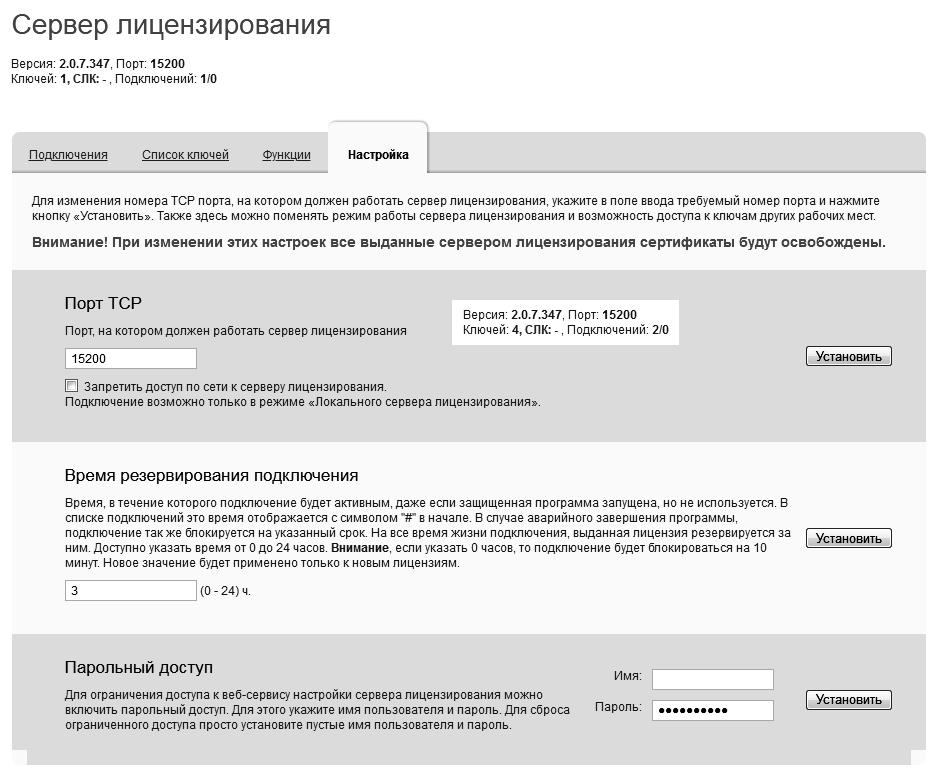 Сервер лицензирования
Версия: 2.0.7.347, Порт: 15200
Ключей: 1, СЛК: - , Подключений: 1/0
Подключения Список ключей Функции Настройка
Для изменения номера TCP порта, на котором должен работать сервер лицензирования, укажите в поле ввода требуемый номер порта и нажмите
кнопку «Установить». Также здесь можно поменять режим работы сервера лицензирования и возможность доступа к ключам других рабочих мест.
Внимание! При изменении этих настроек все выданные сервером лицензирования сертификаты будут освобождены.
Порт TCP
Порт, на котором должен работать сервер лицензирования
Версия: 2.0.7.347, Порт: 15200
Ключей: 4, СЛК: - , Подключений: 2/0
15200
Установить
Запретить доступ по сети к серверу лицензирования.
Подключение возможно только в режиме «Локального сервера лицензирования».
Время резервирования подключения
Время, в течение которого подключение будет активным, даже если защищенная программа запущена, но не используется. В
списке подключений это время отображается с символом "#" в начале. В случае аварийного завершения программы,
подключение так же блокируется на указанный срок. На все время жизни подключения, выданная лицензия резервируется за
ним. Доступно указать время от 0 до 24 часов. Внимание, если указать 0 часов, то подключение будет блокироваться на 10
минут. Новое значение будет применено только к новым лицензиям.
Установить
3 (0 - 24) ч.
Парольный доступ
Для ограничения доступа к веб-сервису настройки сервера лицензирования можно
включить парольный доступ. Для этого укажите имя пользователя и пароль. Для сброса
ограниченного доступа просто установите пустые имя пользователя и пароль.
Имя:
Пароль: ••••••••••
Установить